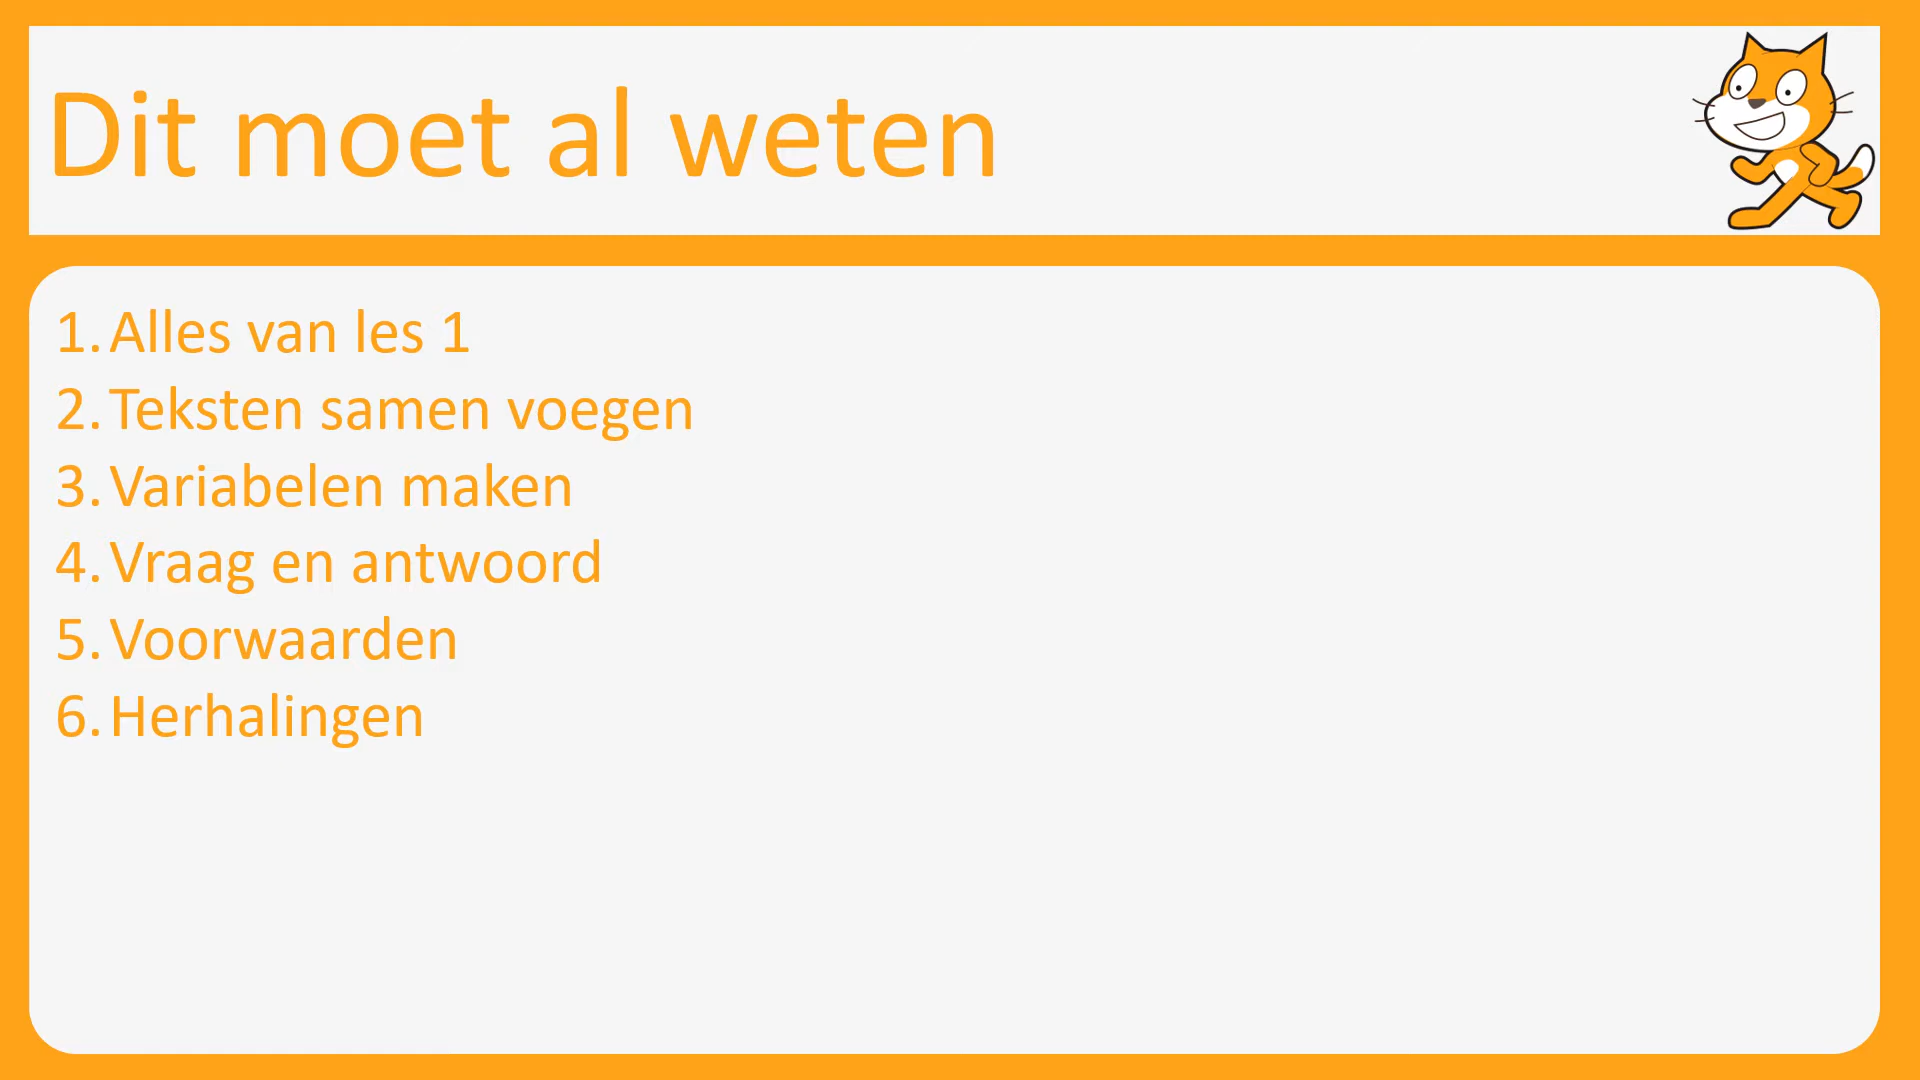 Dit moet al weten
1. Alles van les 1
2. Teksten samen voegen
3. Variabelen maken
4. Vraag en antwoord
5. Voorwaarden
6. Herhalingen